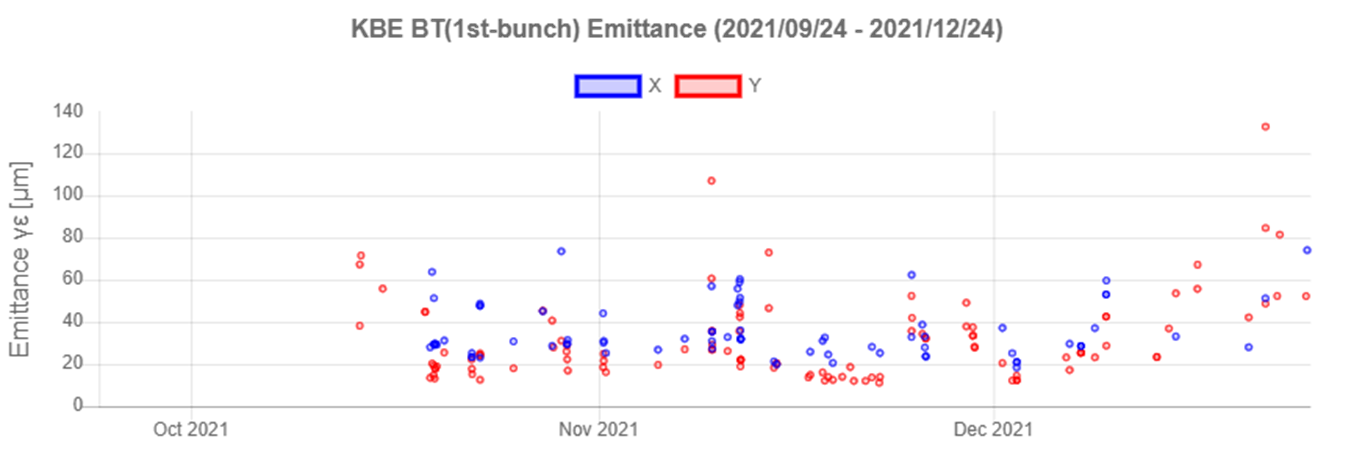 KBE BT(1st-bunch) Emittance (2021/09/24 - 2021/12/24)
X Y
Emittance γε [μm]
140
120
100
80
60
40
20
0
Oct 2021 Nov 2021 Dec 2021